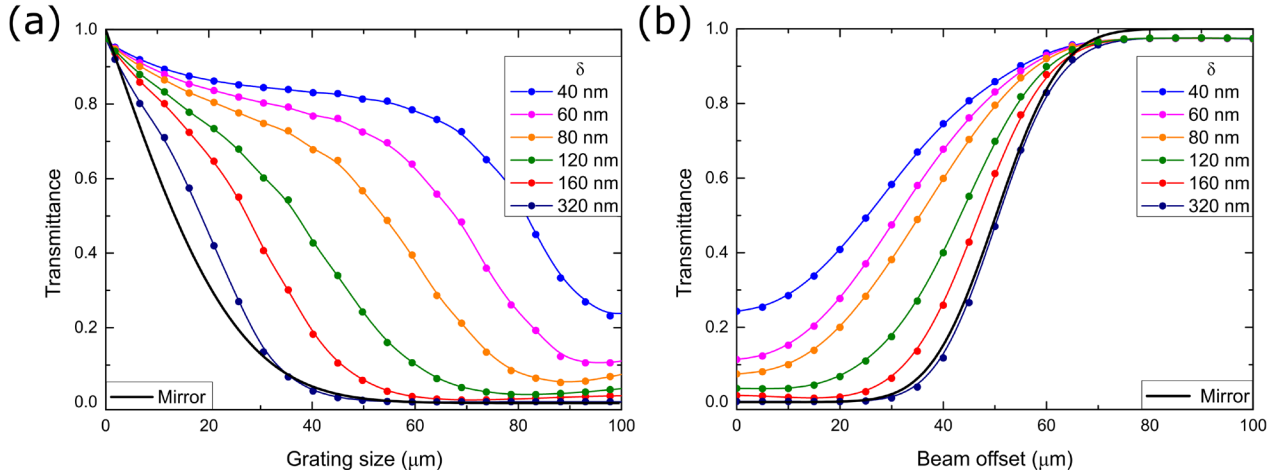 (a)
1.0
0.8
0.6
0.4
0.2
0.0
Transmittance
0
20
40
60
80
100
Grating size (μm)
δ
40 nm
60 nm
80 nm
120 nm
160 nm
320 nm
Mirror
(b)
1.0
0.8
0.6
0.4
0.2
0.0
Transmittance
0
20
40
60
80
100
Beam offset (μm)
δ
40 nm
60 nm
80 nm
120 nm
160 nm
320 nm
Mirror